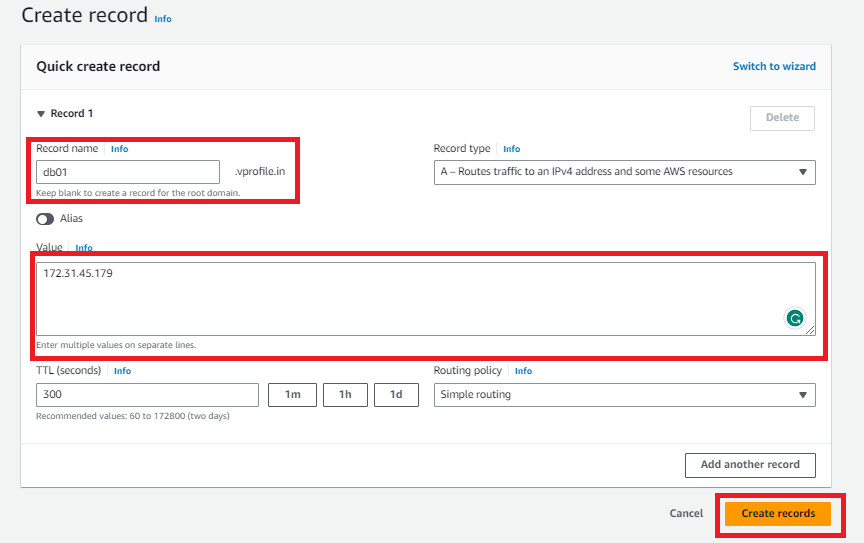 Create record Info
Quick create record Switch to wizard
Record 1
Delete
Record name Info Record type Info
db01 .vprofile.in A – Routes traffic to an IPv4 address and some AWS resources
Keep blank to create a record for the root domain.
Alias
Value Info
172.31.45.179
Enter multiple values on separate lines.
TTL (seconds) Info Routing policy Info
300 1m 1h 1d Simple routing
Recommended values: 60 to 172800 (two days)
Add another record
Cancel Create records